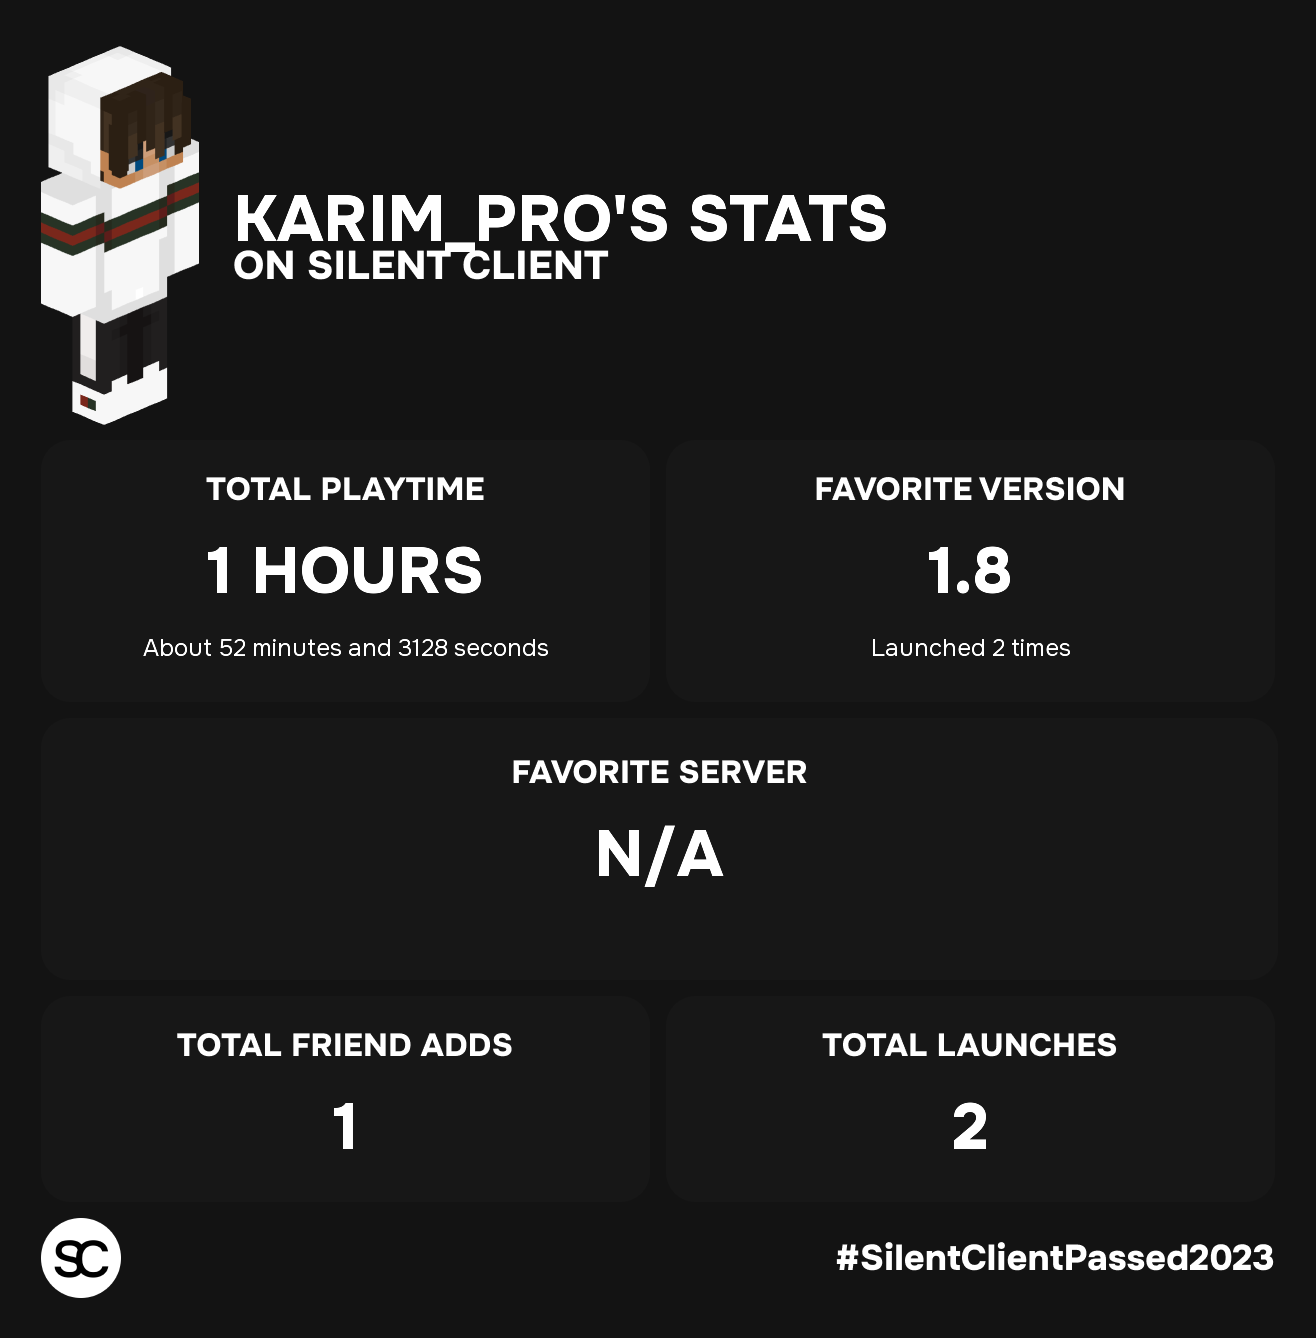 KARIM_PRO'S STATS
ON SILENT CLIENT
TOTAL PLAYTIME
1 HOURS
About 52 minutes and 3128 seconds
FAVORITE VERSION
1.8
Launched 2 times
FAVORITE SERVER
N/A
TOTAL FRIEND ADDS
1
TOTAL LAUNCHES
2
SC
#SilentClientPassed2023